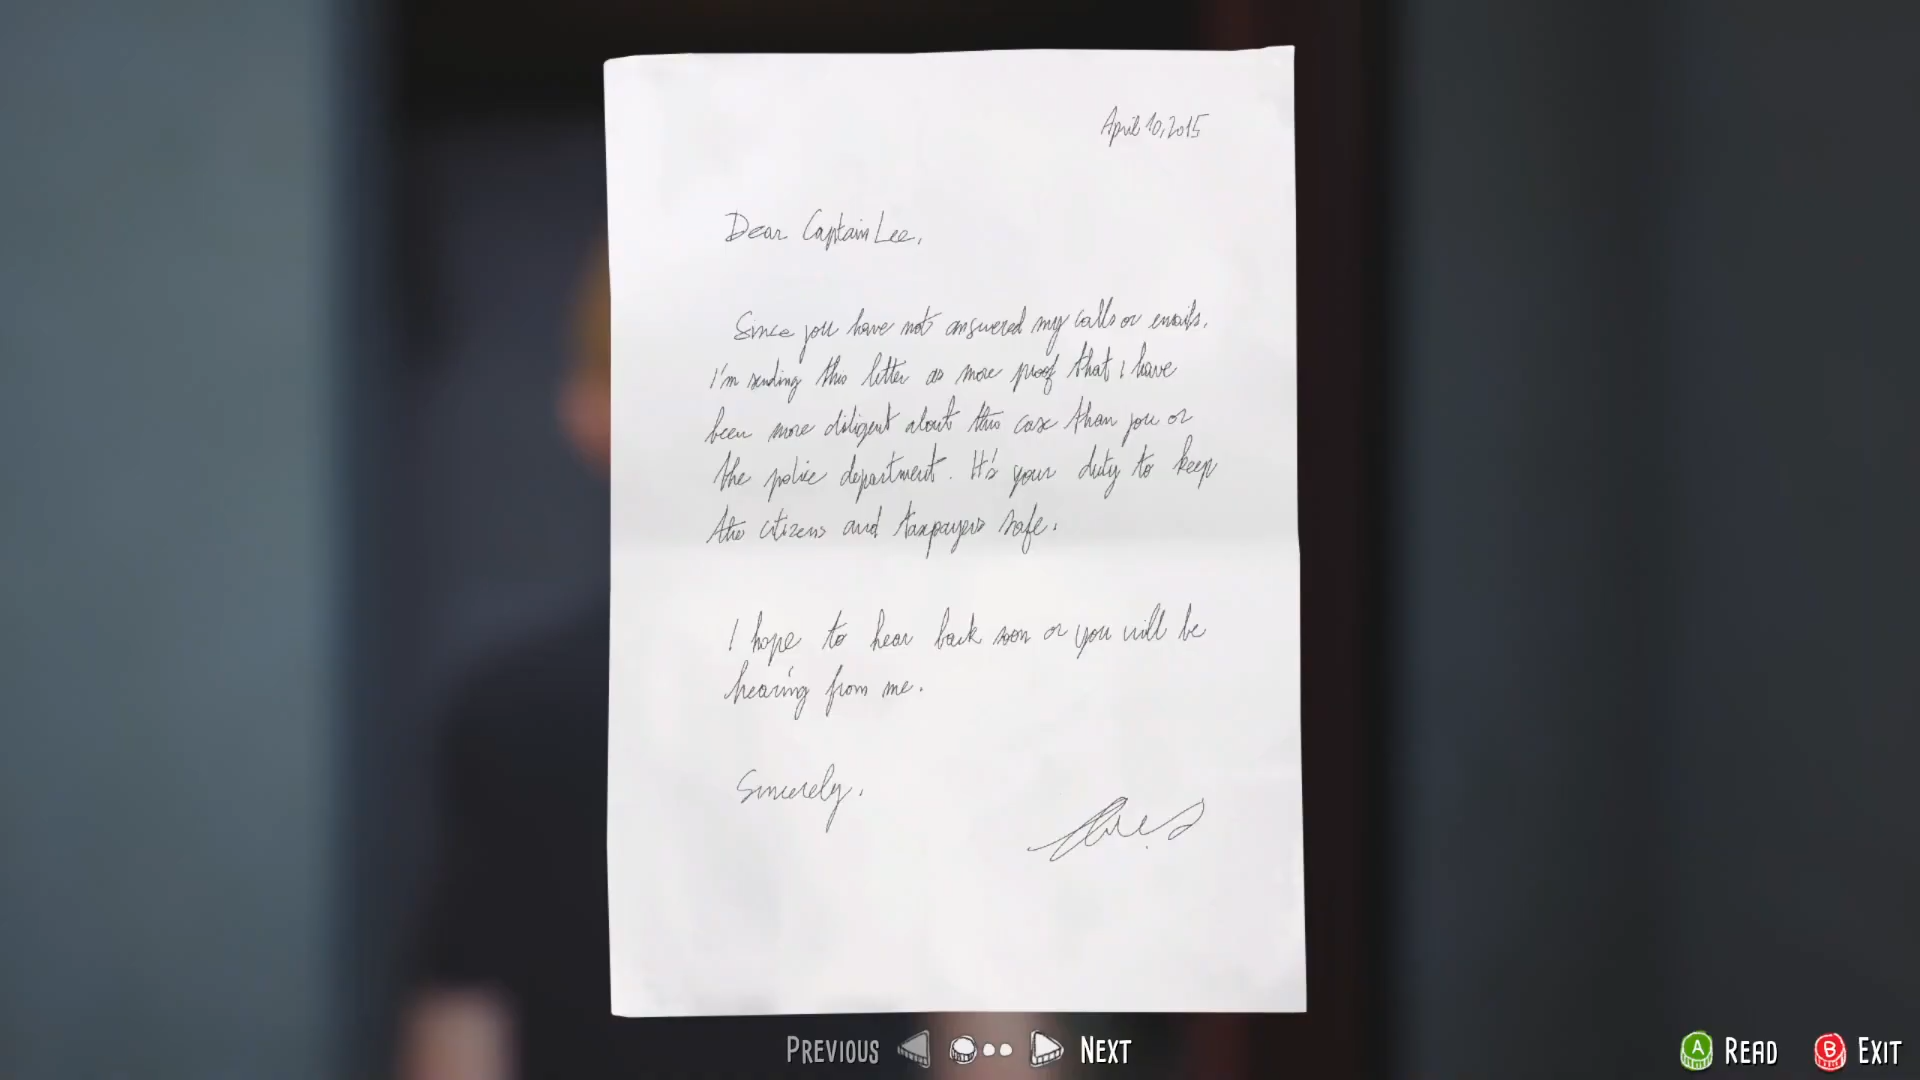 April 10, 2015
Dear Captain Lee,
Since you have not answered my calls or emails.
I'm sending this letter as more proof that I have
been more diligent about this case than you or
the police department. It's your duty to keep
the citizens and taxpayers safe.
I hope to hear back soon or you will be
hearing from me.
Sincerely,
PREVIOUS NEXT
A READ B EXIT